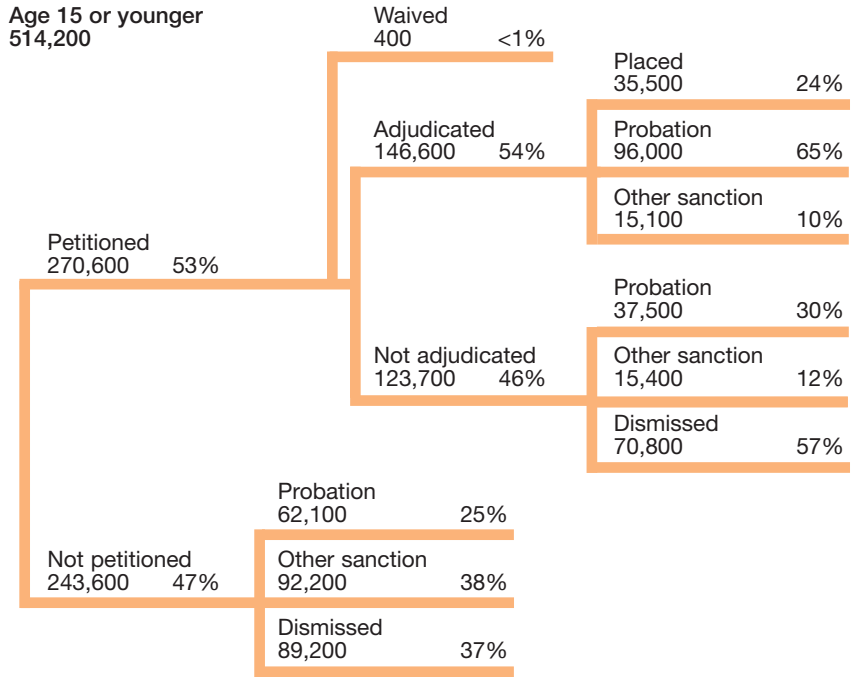 Age 15 or younger
514,200
Waived
400 <1%
Placed
35,500 24%
Adjudicated
146,600 54%
Probation
96,000 65%
Other sanction
15,100 10%
Petitioned
270,600 53%
Probation
37,500 30%
Not adjudicated
123,700 46%
Other sanction
15,400 12%
Dismissed
70,800 57%
Probation
62,100 25%
Not petitioned
243,600 47%
Other sanction
92,200 38%
Dismissed
89,200 37%